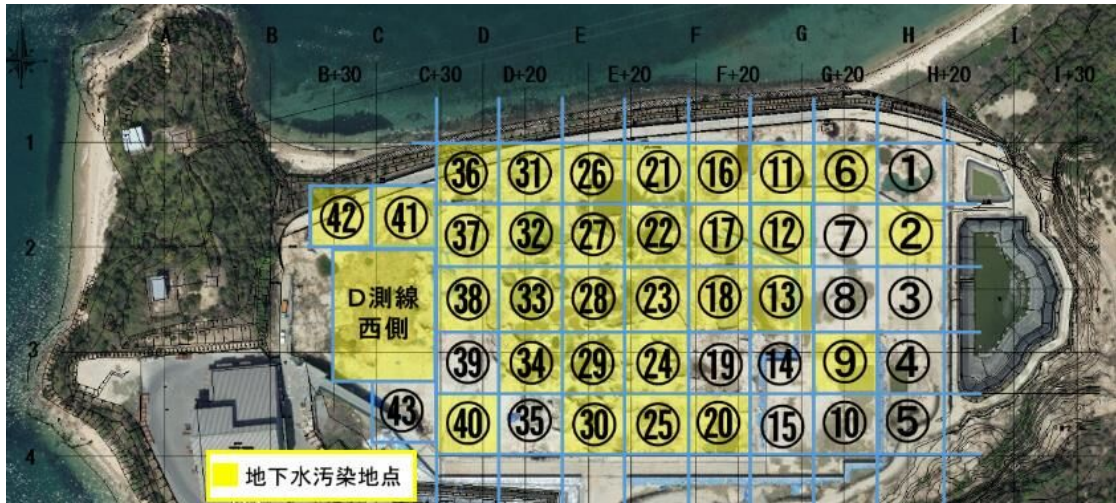 A B C D E F G H I
B+30 C+30 D+20 E+20 F+20 G+20 H+20 I+30
1
㊱ ㉛ ㉖ ㉑ ⑯ ⑪ ⑥ ①
㊷ ㊶
㊲ ㉜ ㉗ ㉒ ⑰ ⑫ ⑦ ②
2
D測線
西側
㊳ ㉝ ㉘ ㉓ ⑱ ⑬ ⑧ ③
3
㊴ ㉞ ㉙ ㉔ ⑲ ⑭ ⑨ ④
㊸
㊵ ㉟ ㉚ ㉕ ⑳ ⑮ ⑩ ⑤
4
地下水汚染地点